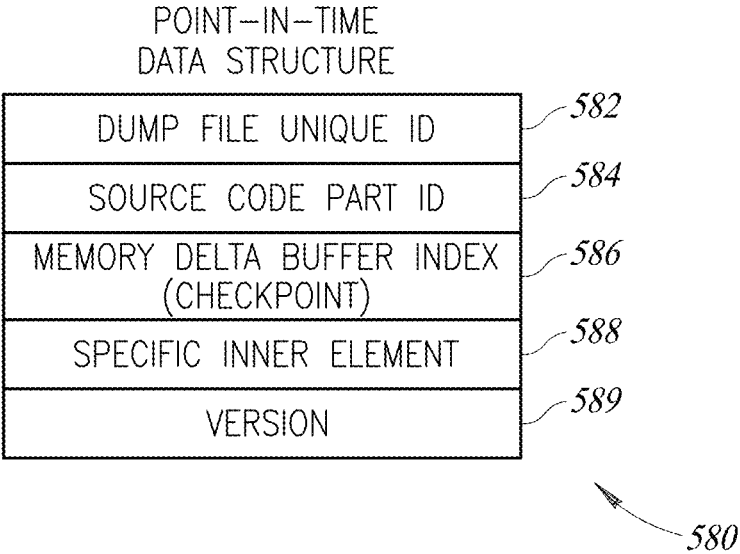 POINT-IN-TIME
DATA STRUCTURE
DUMP FILE UNIQUE ID
582
SOURCE CODE PART ID
584
MEMORY DELTA BUFFER INDEX
(CHECKPOINT)
586
SPECIFIC INNER ELEMENT
588
VERSION
589
580